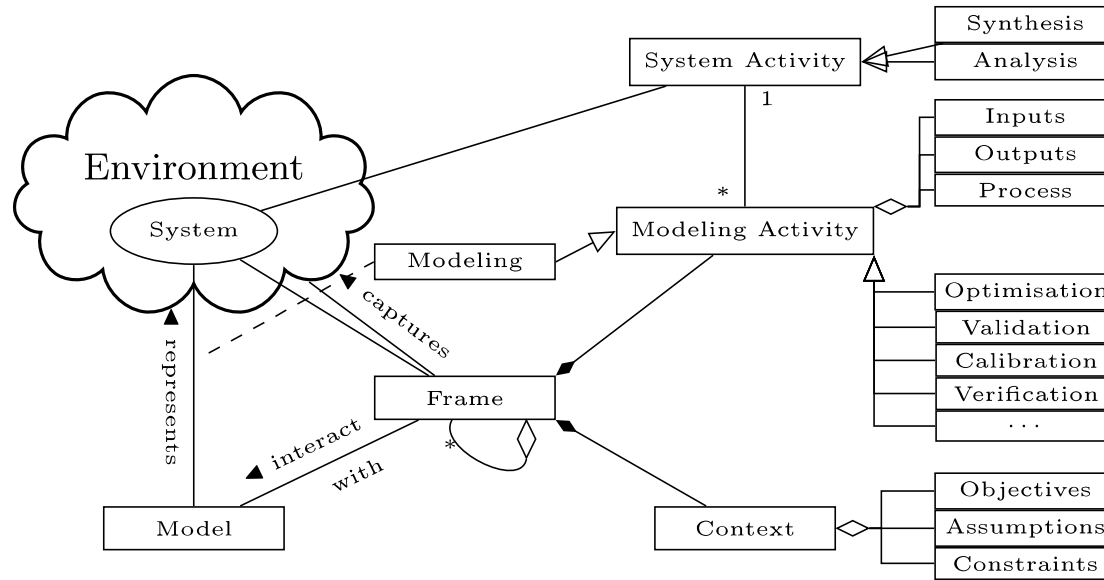 Synthesis
System Activity
Analysis
1
Inputs
Environment
Outputs
*
Process
System
Modeling Activity
Modeling
captures
Optimisation
Validation
represents
Calibration
Frame
Verification
...
interact
*
with
Objectives
Model
Context
Assumptions
Constraints